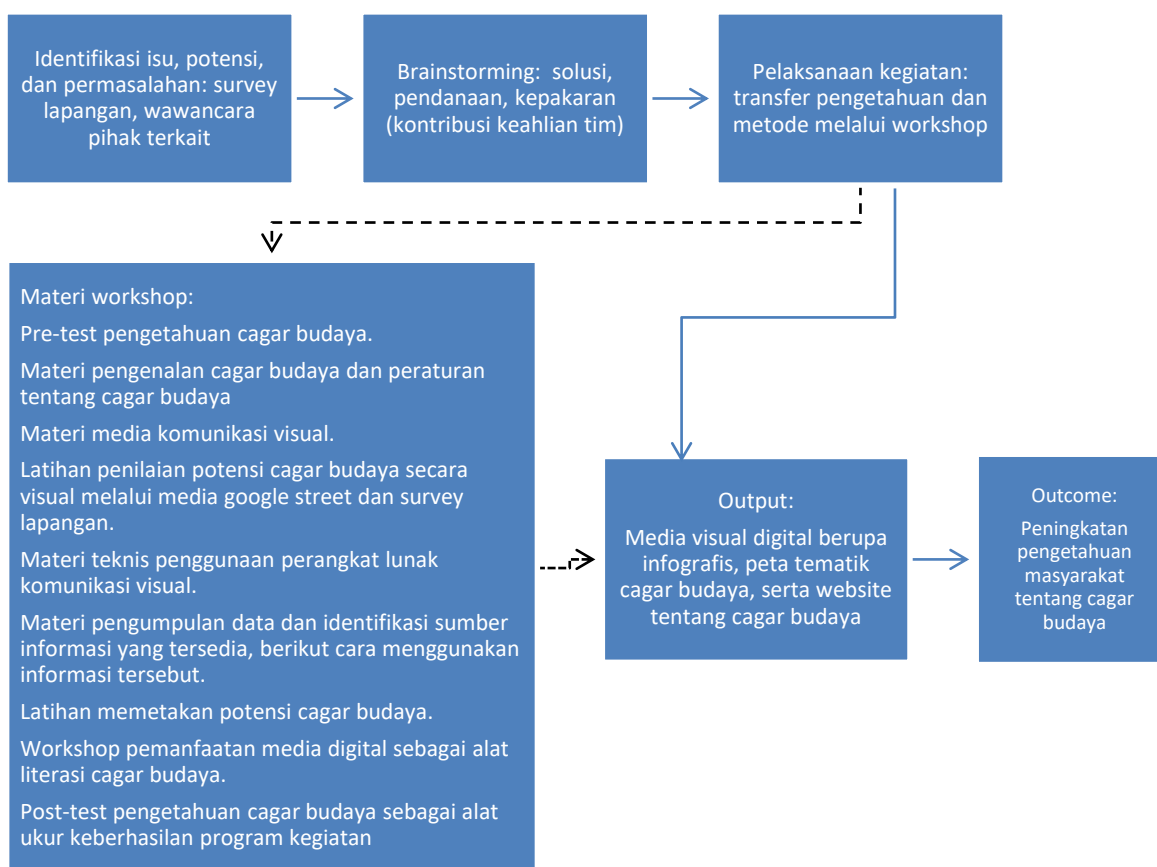 Identifikasi isu, potensi,
dan permasalahan: survey
lapangan, wawancara
pihak terkait
Brainstorming: solusi,
pendanaan, kepakaran
(kontribusi keahlian tim)
Pelaksanaan kegiatan:
transfer pengetahuan dan
metode melalui workshop
Materi workshop:
Pre-test pengetahuan cagar budaya.
Materi pengenalan cagar budaya dan peraturan
tentang cagar budaya
Materi media komunikasi visual.
Latihan penilaian potensi cagar budaya secara
visual melalui media google street dan survey
lapangan.
Materi teknis penggunaan perangkat lunak
komunikasi visual.
Materi pengumpulan data dan identifikasi sumber
informasi yang tersedia, berikut cara menggunakan
informasi tersebut.
Latihan memetakan potensi cagar budaya.
Workshop pemanfaatan media digital sebagai alat
literasi cagar budaya.
Post-test pengetahuan cagar budaya sebagai alat
ukur keberhasilan program kegiatan
Output:
Media visual digital berupa
infografis, peta tematik
cagar budaya, serta website
tentang cagar budaya
Outcome:
Peningkatan
pengetahuan
masyarakat
tentang cagar
budaya